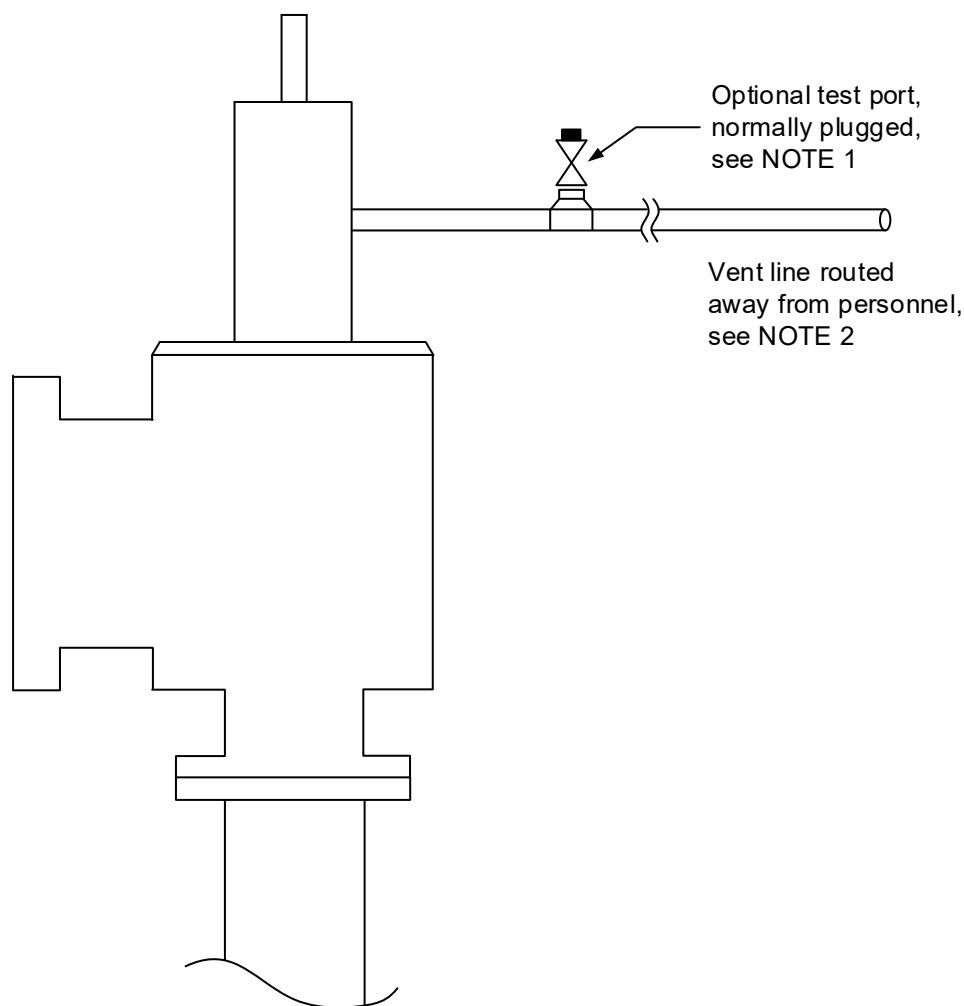 Optional test port,
normally plugged,
see NOTE 1
Vent line routed
away from personnel,
see NOTE 2